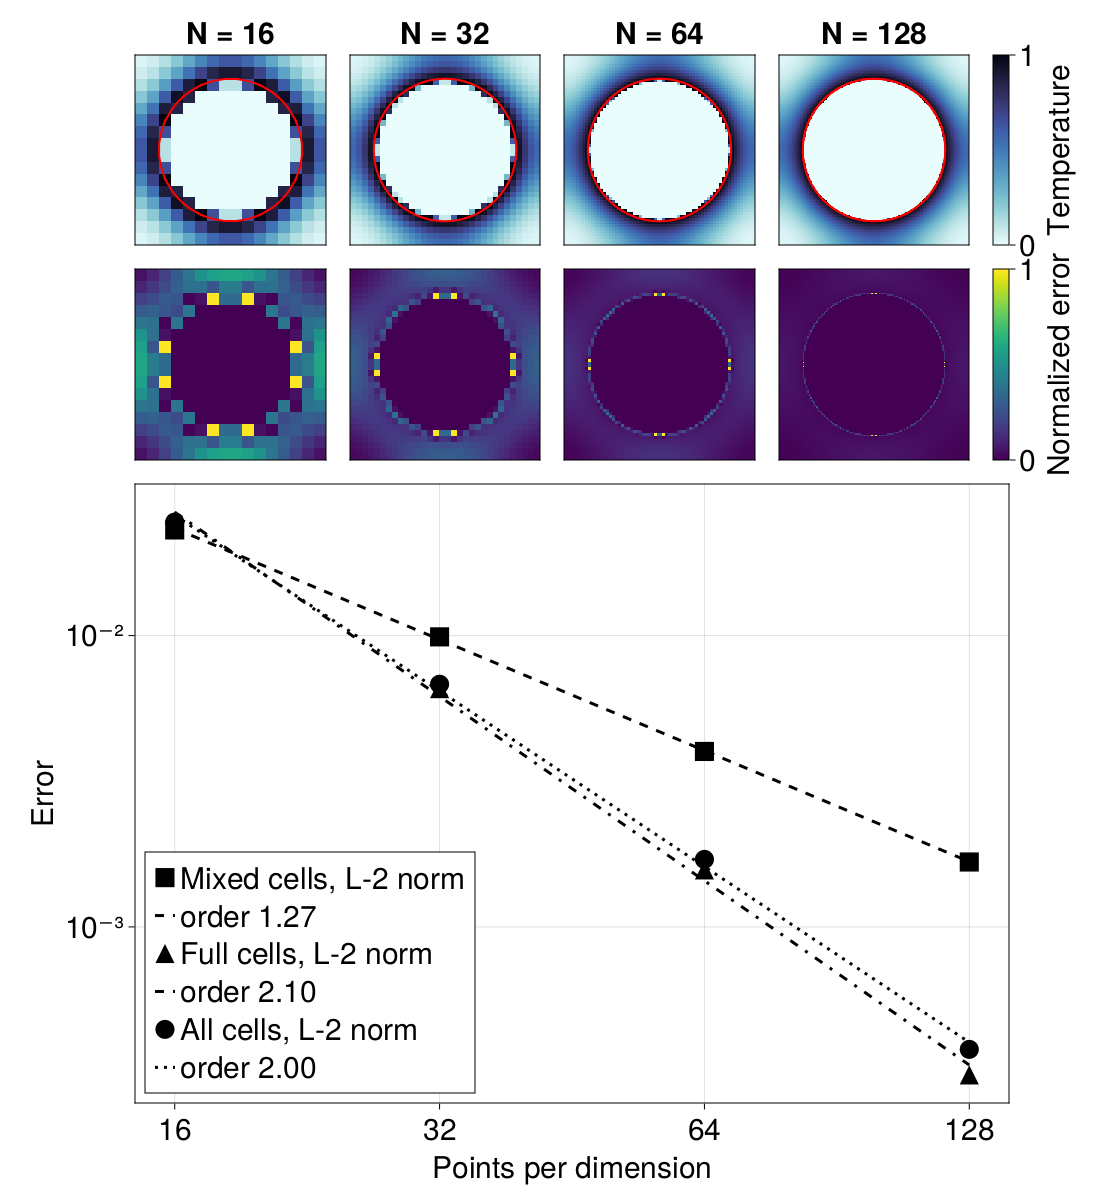 N = 16 N = 32 N = 64 N = 128
1
Temperature
0
1
Normalized error
0
10⁻²
10⁻³
Error
Mixed cells, L-2 norm
order 1.27
Full cells, L-2 norm
order 2.10
All cells, L-2 norm
order 2.00
16 32 64 128
Points per dimension